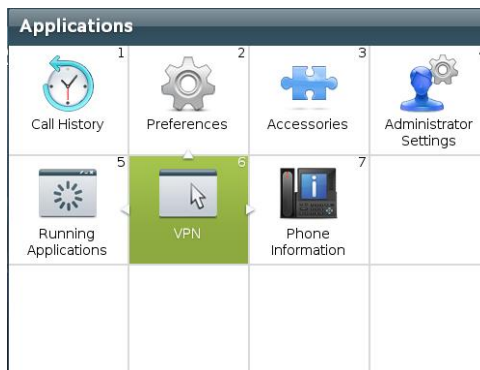 Applications
1
2
3
Call History
Preferences
Accessories
Administrator
Settings
5
6
7
Running
Applications
VPN
Phone
Information